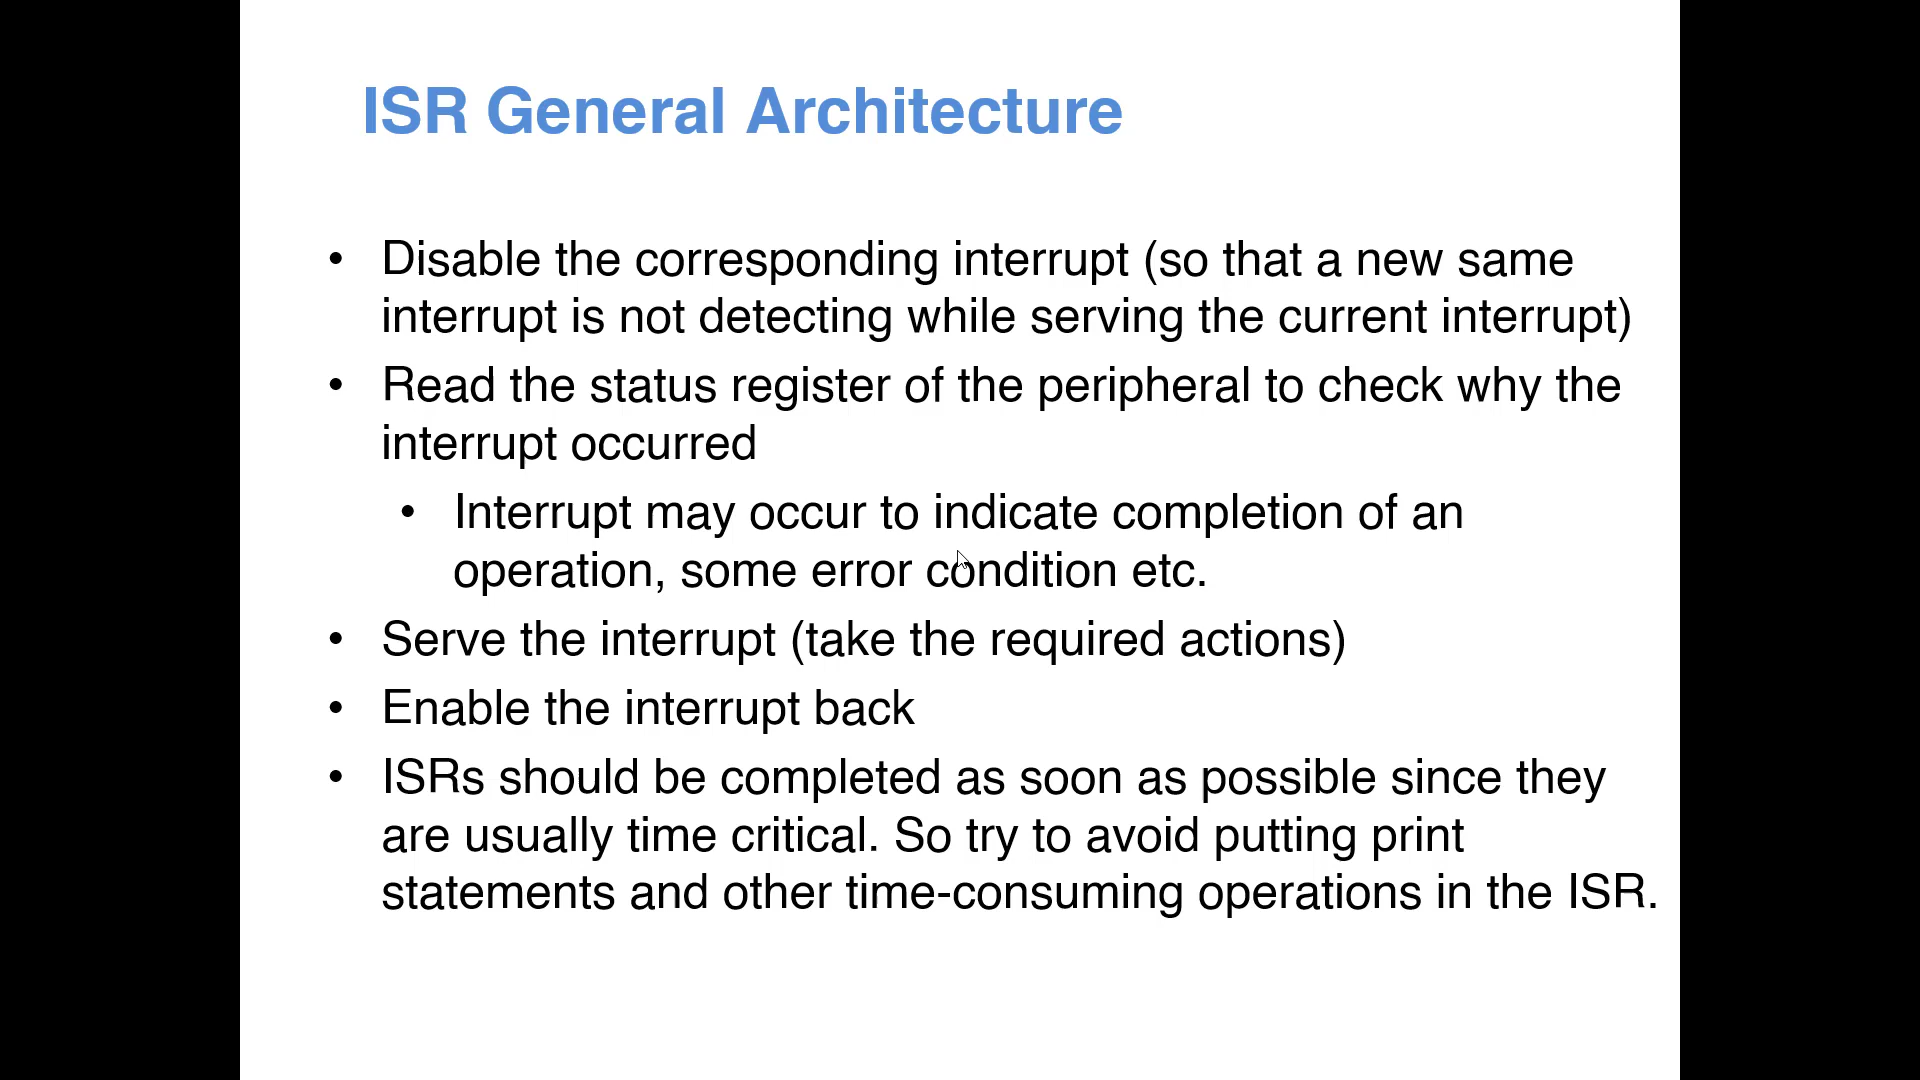 ISR General Architecture
• Disable the corresponding interrupt (so that a new same
interrupt is not detecting while serving the current interrupt)
• Read the status register of the peripheral to check why the
interrupt occurred
• Interrupt may occur to indicate completion of an
operation, some error condition etc.
• Serve the interrupt (take the required actions)
• Enable the interrupt back
• ISRs should be completed as soon as possible since they
are usually time critical. So try to avoid putting print
statements and other time-consuming operations in the ISR.